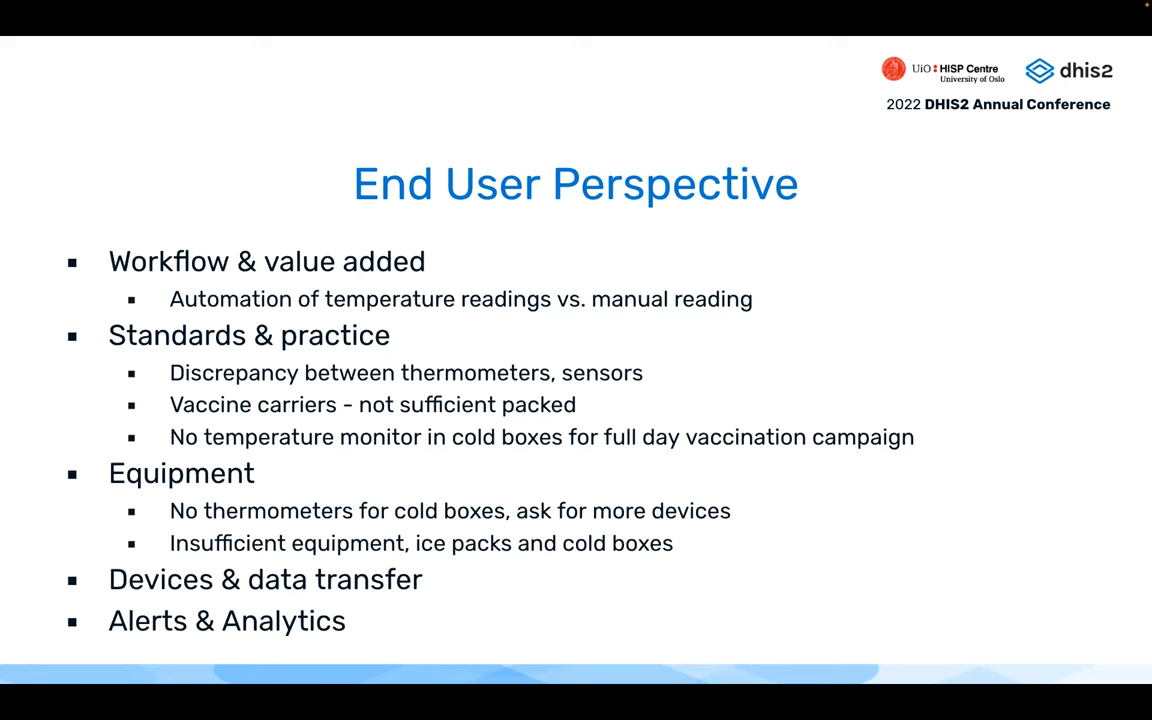 UiO: HISP Centre
University of Oslo
dhis2
2022 DHIS2 Annual Conference
End User Perspective
▪ Workflow & value added
▪ Automation of temperature readings vs. manual reading
▪ Standards & practice
▪ Discrepancy between thermometers, sensors
▪ Vaccine carriers - not sufficient packed
▪ No temperature monitor in cold boxes for full day vaccination campaign
▪ Equipment
▪ No thermometers for cold boxes, ask for more devices
▪ Insufficient equipment, ice packs and cold boxes
▪ Devices & data transfer
▪ Alerts & Analytics